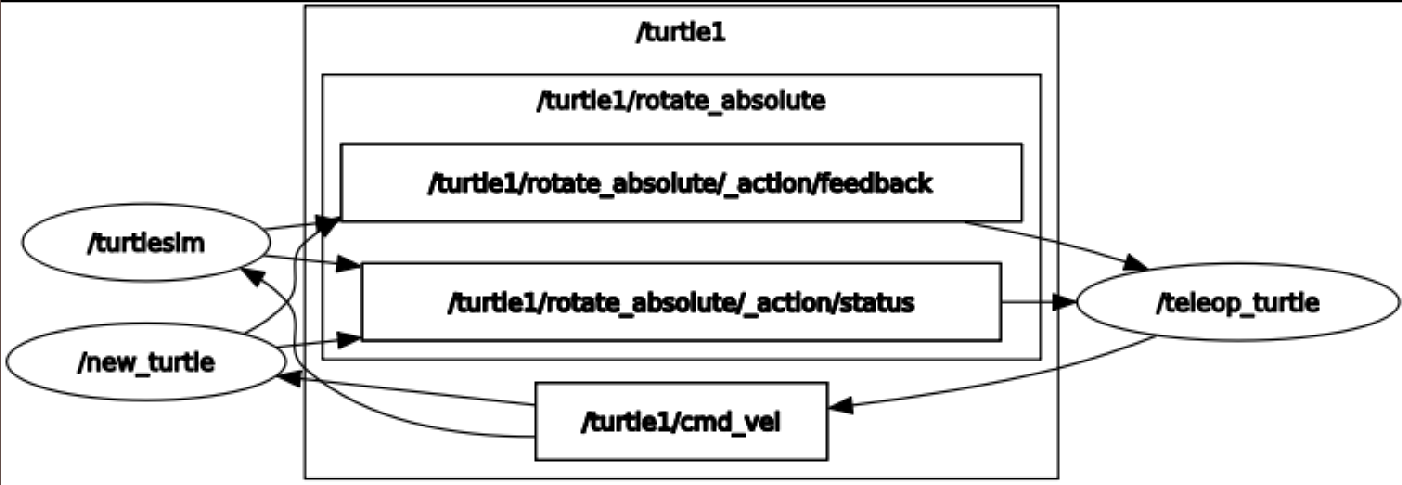 /turtle1
/turtle1/rotate_absolute
/turtle1/rotate_absolute/_action/feedback
/turtlesim
/turtle1/rotate_absolute/_action/status
/teleop_turtle
/new_turtle
/turtle1/cmd_vel